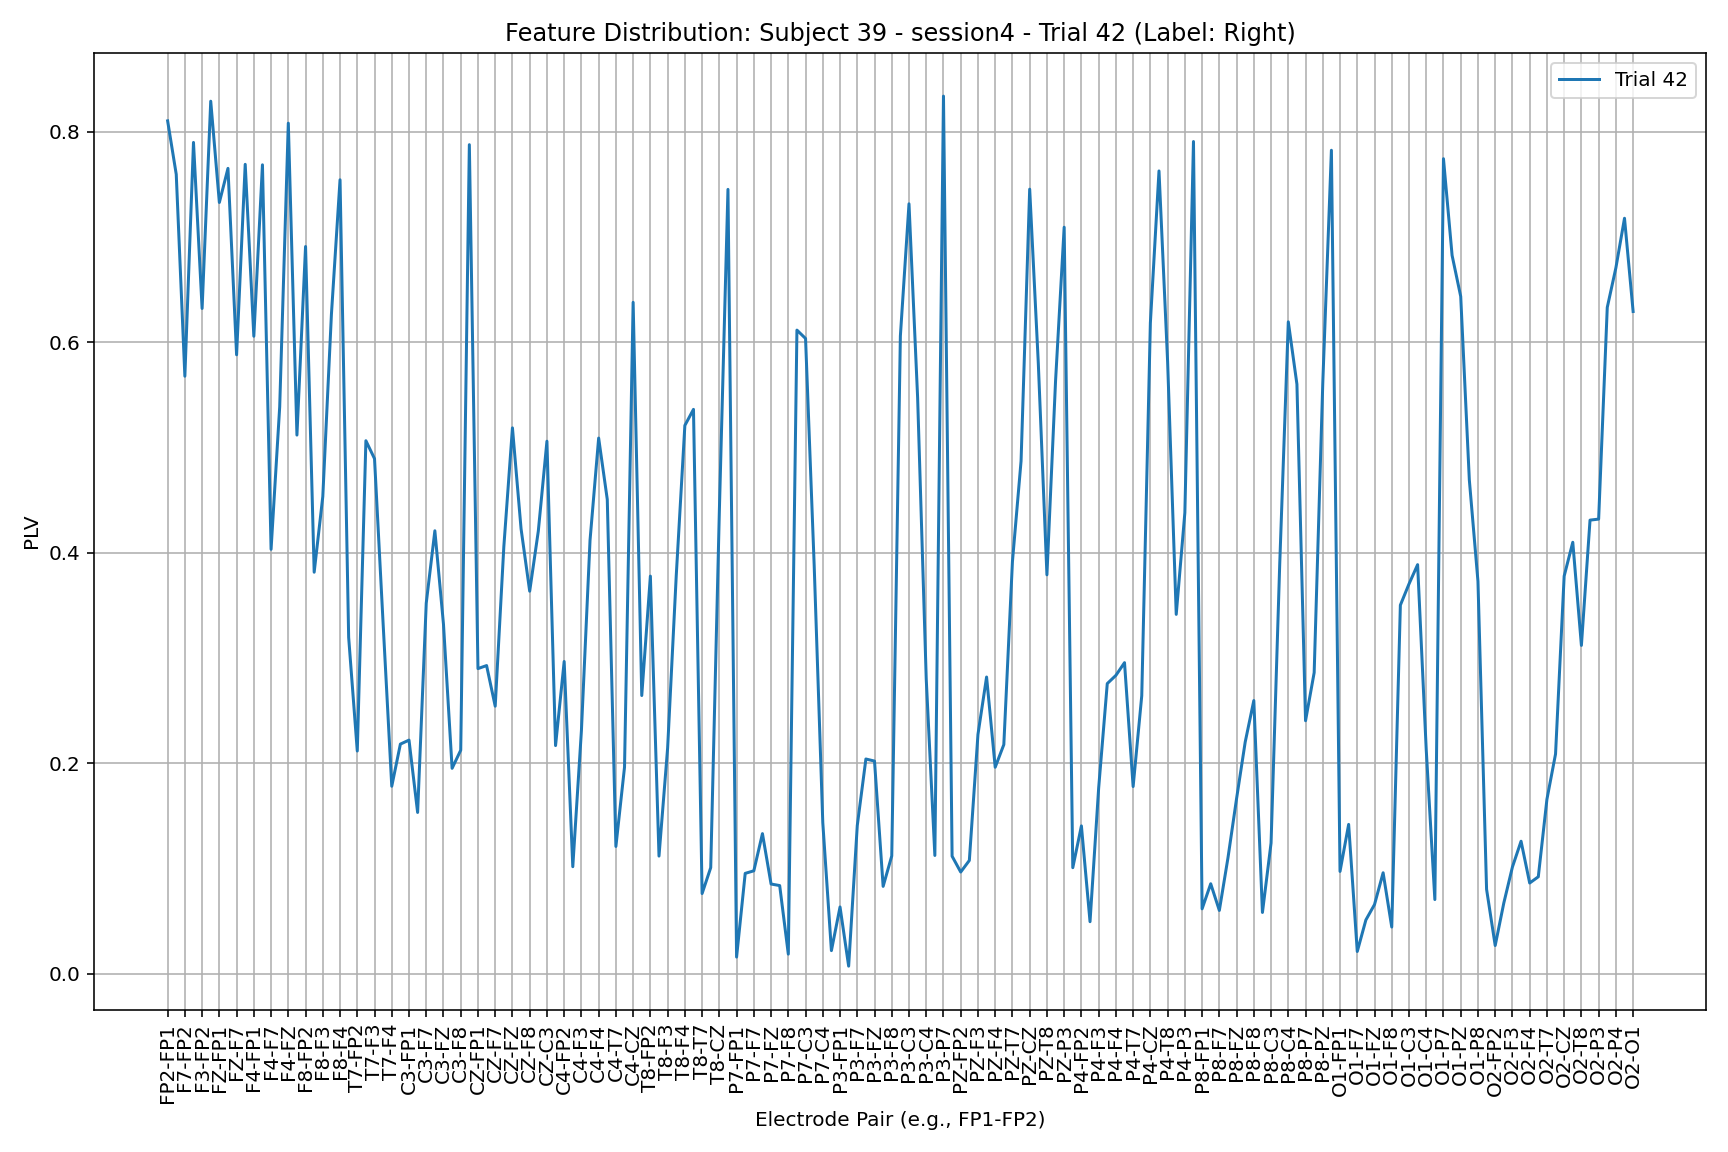 Feature Distribution: Subject 39 - session4 - Trial 42 (Label: Right)
Trial 42
PLV
0.8
0.6
0.4
0.2
0.0
FP2-FP1
F7-FP2
F3-FP2
FZ-FP1
FZ-F7
F4-FP1
F4-F7
F4-FZ
F8-FP2
F8-F3
F8-F4
T7-FP2
T7-F3
T7-F4
C3-FP1
C3-F7
C3-FZ
C3-F8
CZ-FP1
CZ-F7
CZ-FZ
CZ-F8
CZ-C3
C4-FP2
C4-F3
C4-F4
C4-T7
C4-CZ
T8-FP2
T8-F3
T8-F4
T8-T7
T8-CZ
P7-FP1
P7-F7
P7-FZ
P7-F8
P7-C3
P7-C4
P3-FP1
P3-F7
P3-FZ
P3-F8
P3-C3
P3-C4
P3-P7
PZ-FP2
PZ-F3
PZ-F4
PZ-T7
PZ-CZ
PZ-T8
PZ-P3
P4-FP2
P4-F3
P4-F4
P4-T7
P4-CZ
P4-T8
P4-P3
P8-FP1
P8-F7
P8-FZ
P8-F8
P8-C3
P8-C4
P8-P7
P8-PZ
O1-FP1
O1-F7
O1-FZ
O1-F8
O1-C3
O1-C4
O1-P7
O1-PZ
O1-P8
O2-FP2
O2-F3
O2-F4
O2-T7
O2-CZ
O2-T8
O2-P3
O2-P4
O2-O1
Electrode Pair (e.g., FP1-FP2)